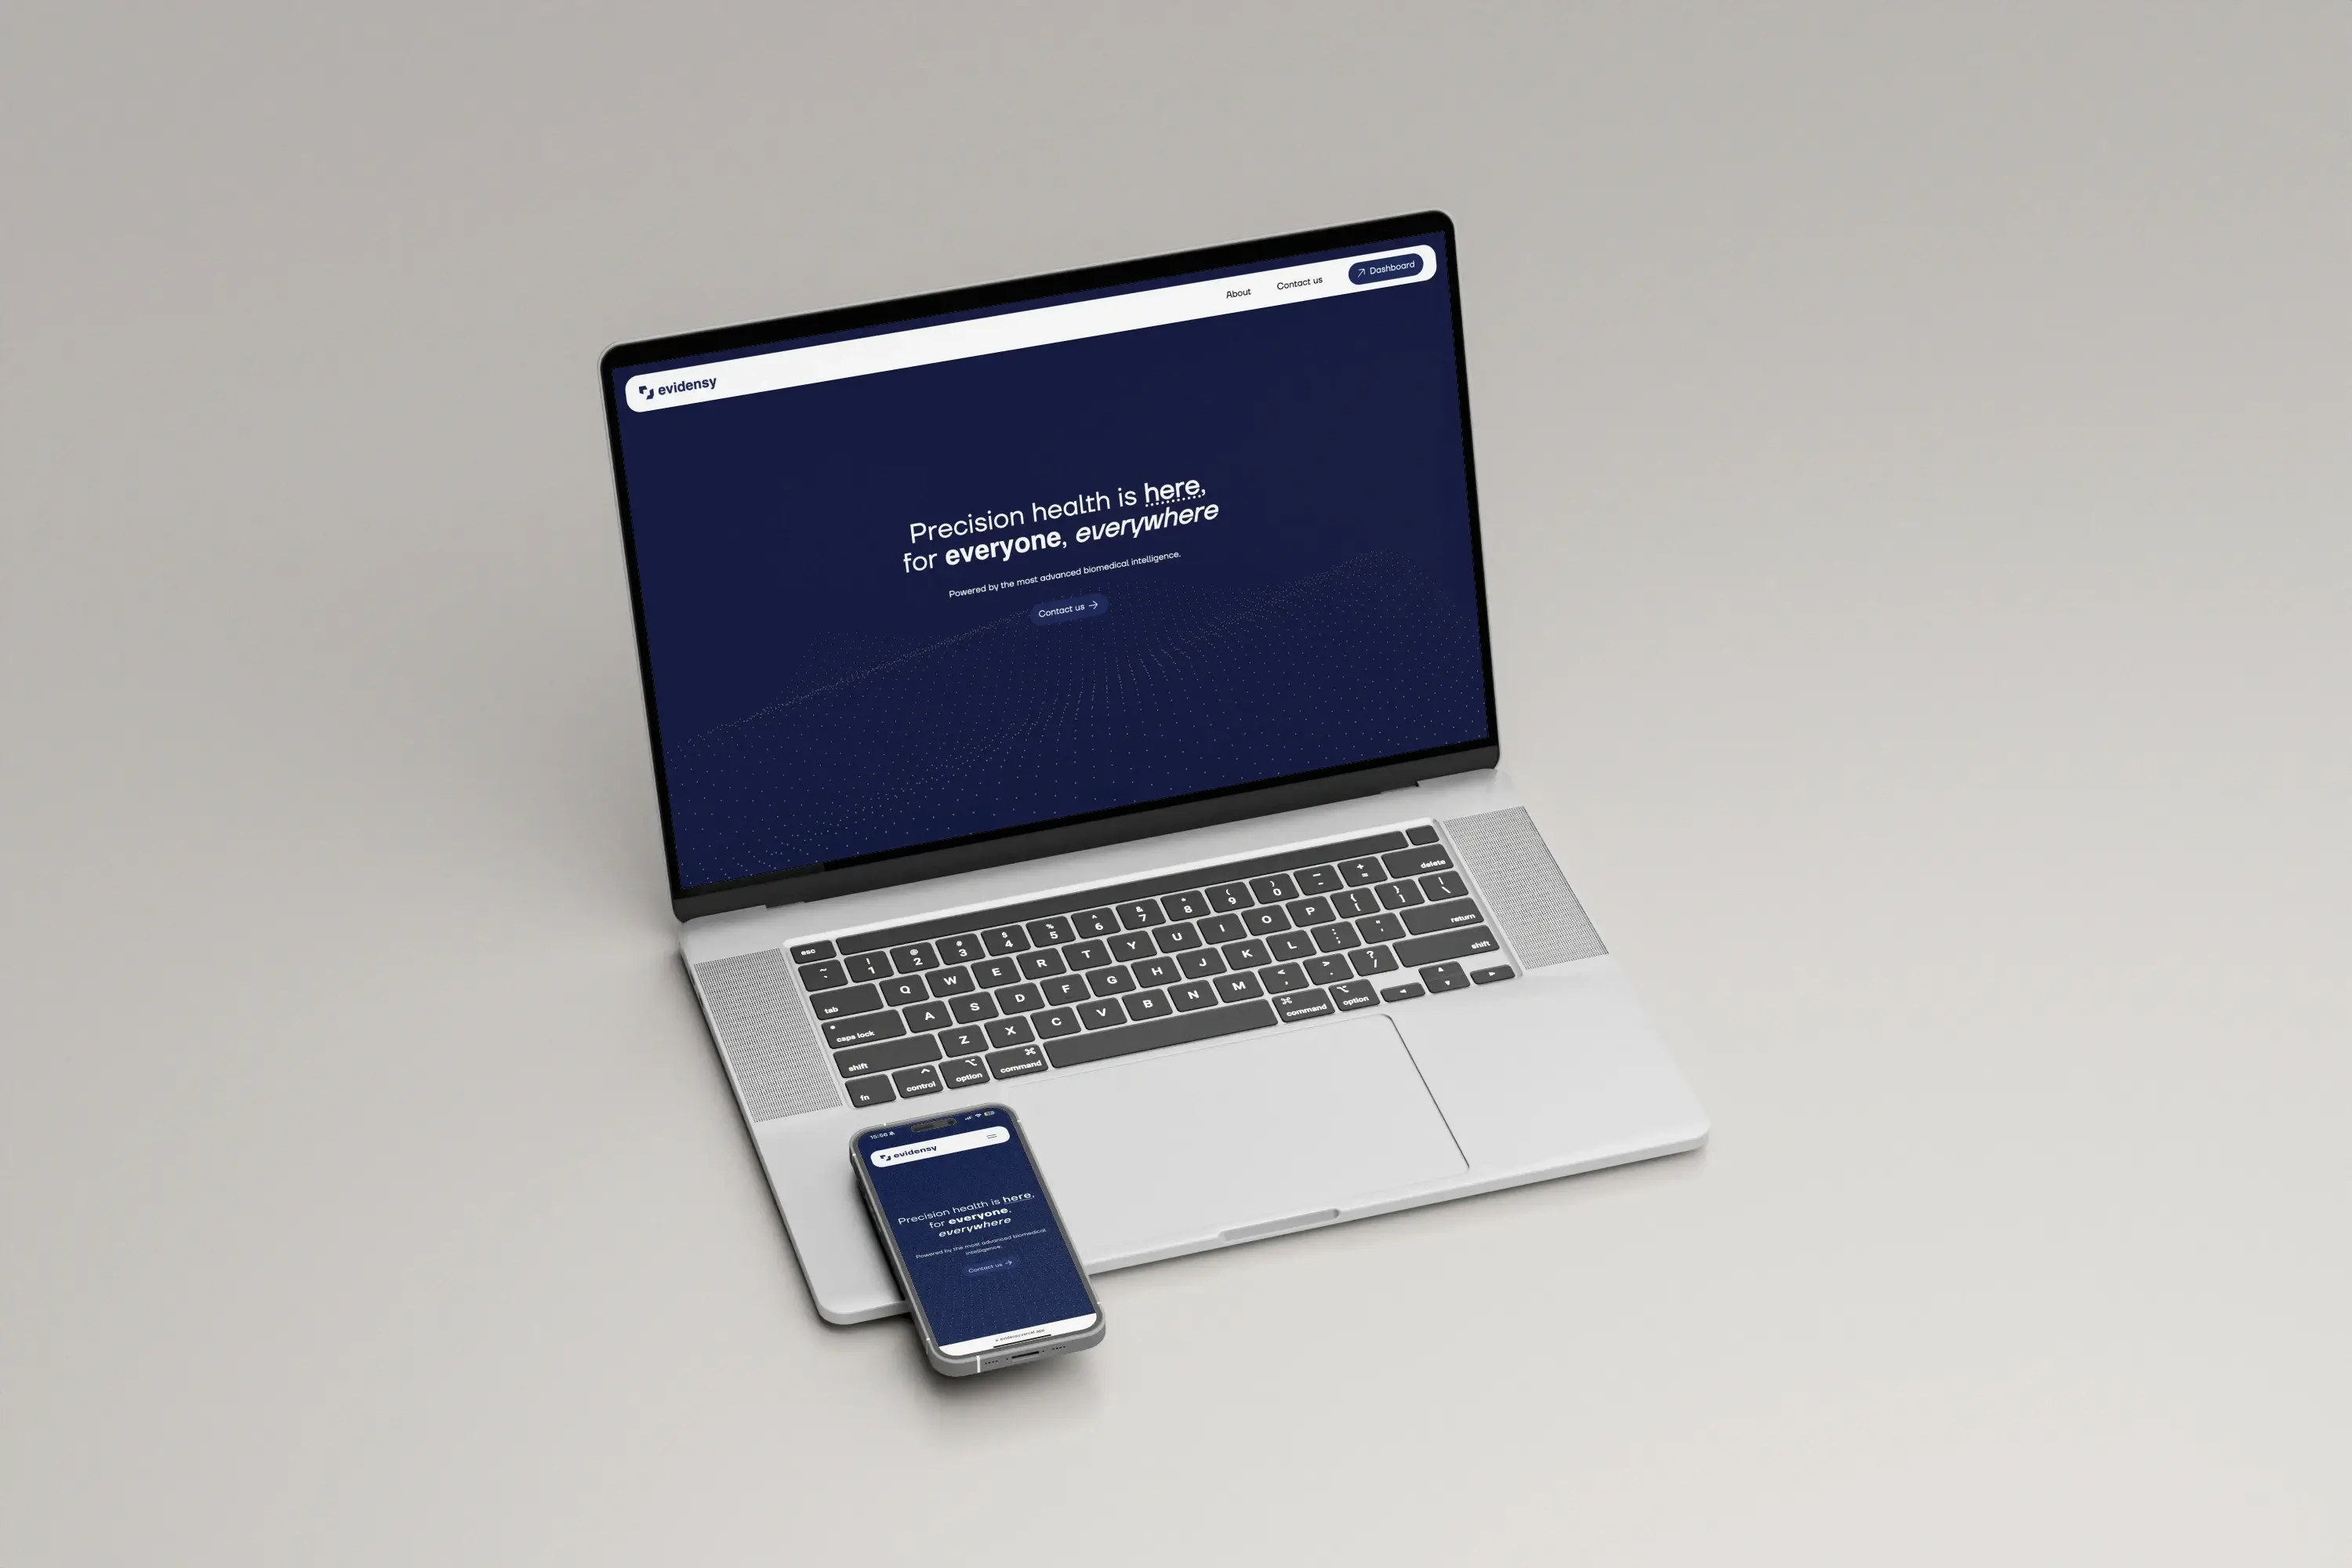 evidensy
About
Contact us
Dashboard
Precision health is here,
for everyone, everywhere
Powered by the most advanced biomedical intelligence.
Contact us →
esc
~
!
1
@
2
#
3
$
4
%
5
^
6
&
7
*
8
(
9
)
0
—
-
+
=
delete
tab
Q
W
E
R
T
Y
U
I
O
P
{
[
}
]
|
\
caps lock
A
S
D
F
G
H
J
K
L
return
shift
Z
X
C
V
B
N
M
<
,
>
.
?
/
shift
fn
control
option
command
command
option
15:56
evidensy
Precision health is here,
for everyone,
everywhere
Powered by the most advanced biomedical
intelligence.
Contact us →